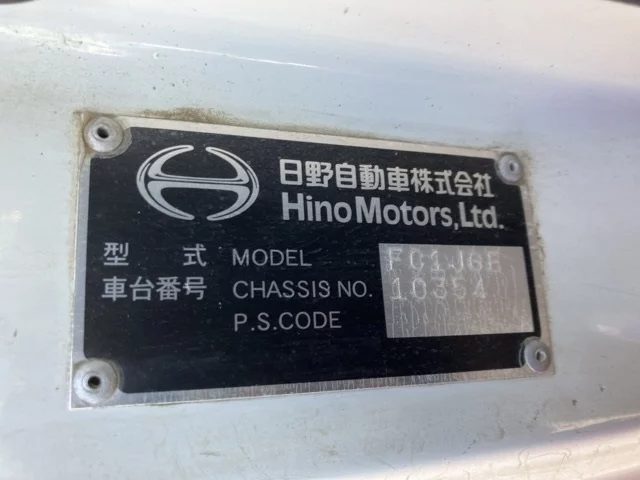 日野自動車株式会社
Hino Motors, Ltd.
型式 MODEL FC1JGE
車台番号 CHASSIS NO. 10354
P.S.CODE